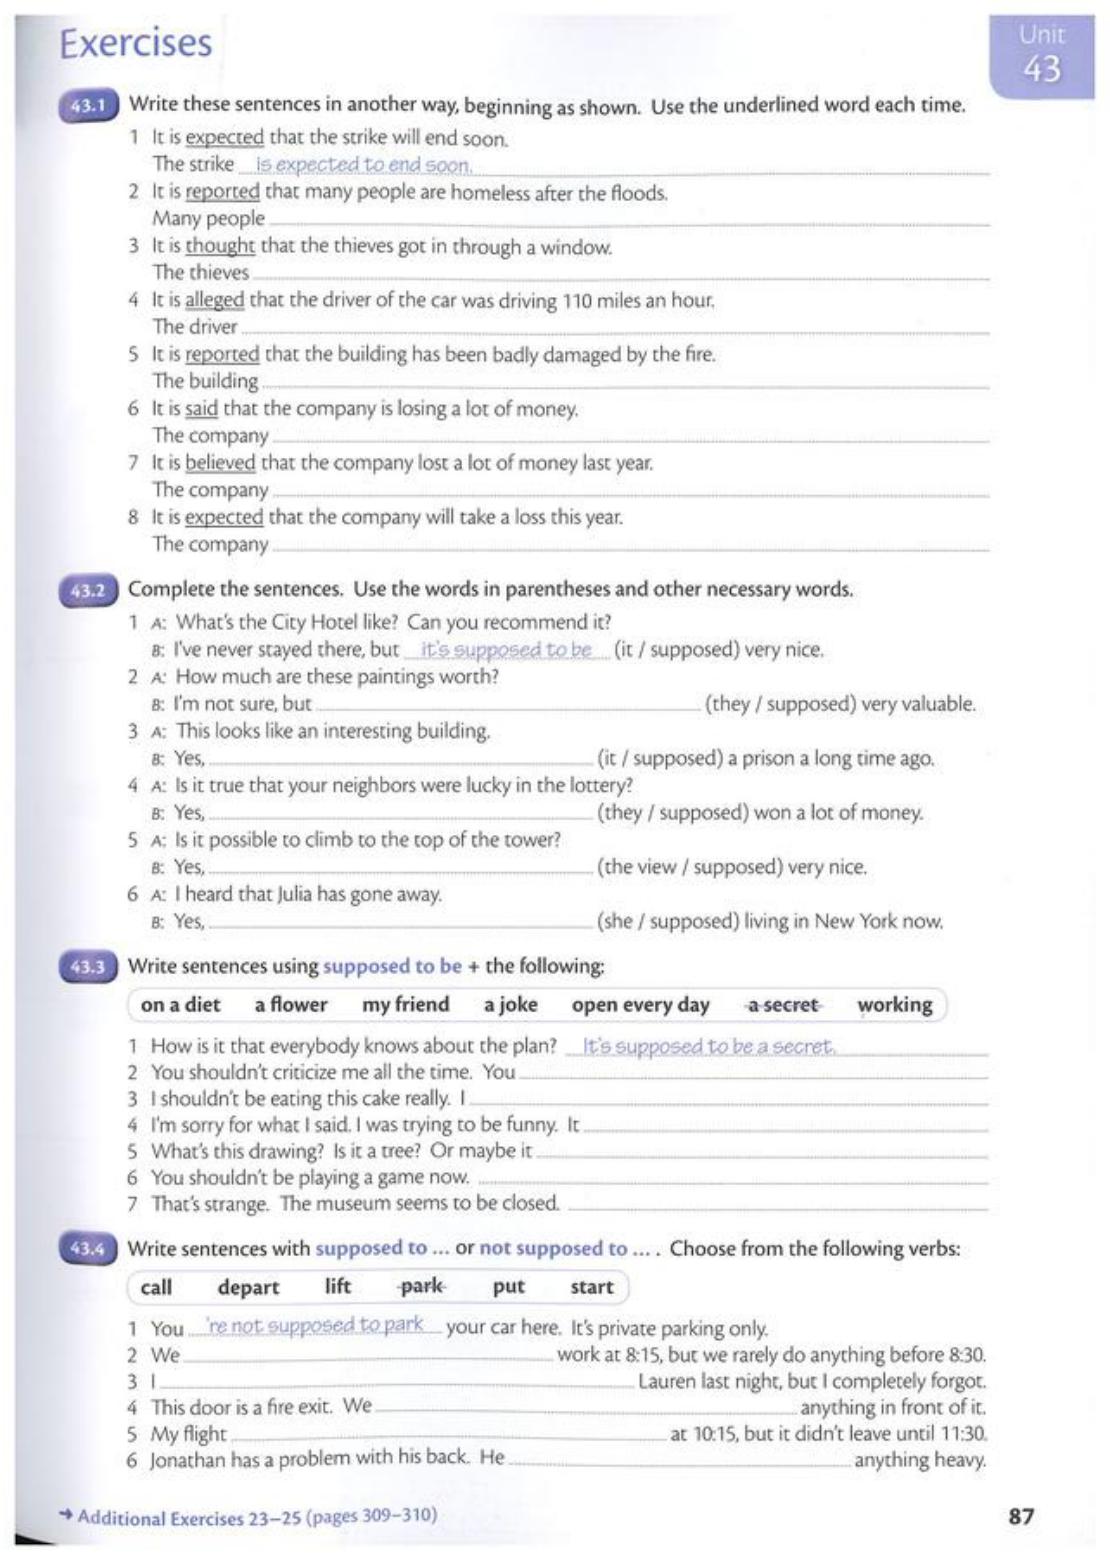 Exercises
Unit
43
43.1 Write these sentences in another way, beginning as shown. Use the underlined word each time.
1 It is expected that the strike will end soon.
The strike is expected to end soon.
2 It is reported that many people are homeless after the floods.
Many people
3 It is thought that the thieves got in through a window.
The thieves
4 It is alleged that the driver of the car was driving 110 miles an hour.
The driver
5 It is reported that the building has been badly damaged by the fire.
The building
6 It is said that the company is losing a lot of money.
The company
7 It is believed that the company lost a lot of money last year.
The company
8 It is expected that the company will take a loss this year.
The company
43.2 Complete the sentences. Use the words in parentheses and other necessary words.
1 A: What's the City Hotel like? Can you recommend it?
B: I've never stayed there, but it's supposed to be (it / supposed) very nice.
2 A: How much are these paintings worth?
B: I'm not sure, but (they / supposed) very valuable.
3 A: This looks like an interesting building.
B: Yes, (it / supposed) a prison a long time ago.
4 A: Is it true that your neighbors were lucky in the lottery?
B: Yes, (they / supposed) won a lot of money.
5 A: Is it possible to climb to the top of the tower?
B: Yes, (the view / supposed) very nice.
6 A: I heard that Julia has gone away.
B: Yes, (she / supposed) living in New York now.
43.3 Write sentences using supposed to be + the following:
on a diet a flower my friend a joke open every day a secret working
1 How is it that everybody knows about the plan? It's supposed to be a secret.
2 You shouldn't criticize me all the time. You
3 I shouldn't be eating this cake really. I
4 I'm sorry for what I said. I was trying to be funny. It
5 What's this drawing? Is it a tree? Or maybe it
6 You shouldn't be playing a game now.
7 That's strange. The museum seems to be closed.
43.4 Write sentences with supposed to ... or not supposed to ... . Choose from the following verbs:
call depart lift park put start
1 You 're not supposed to park your car here. It's private parking only.
2 We work at 8:15, but we rarely do anything before 8:30.
3 I Lauren last night, but I completely forgot.
4 This door is a fire exit. We anything in front of it.
5 My flight at 10:15, but it didn't leave until 11:30.
6 Jonathan has a problem with his back. He anything heavy.
➜ Additional Exercises 23–25 (pages 309–310)
87